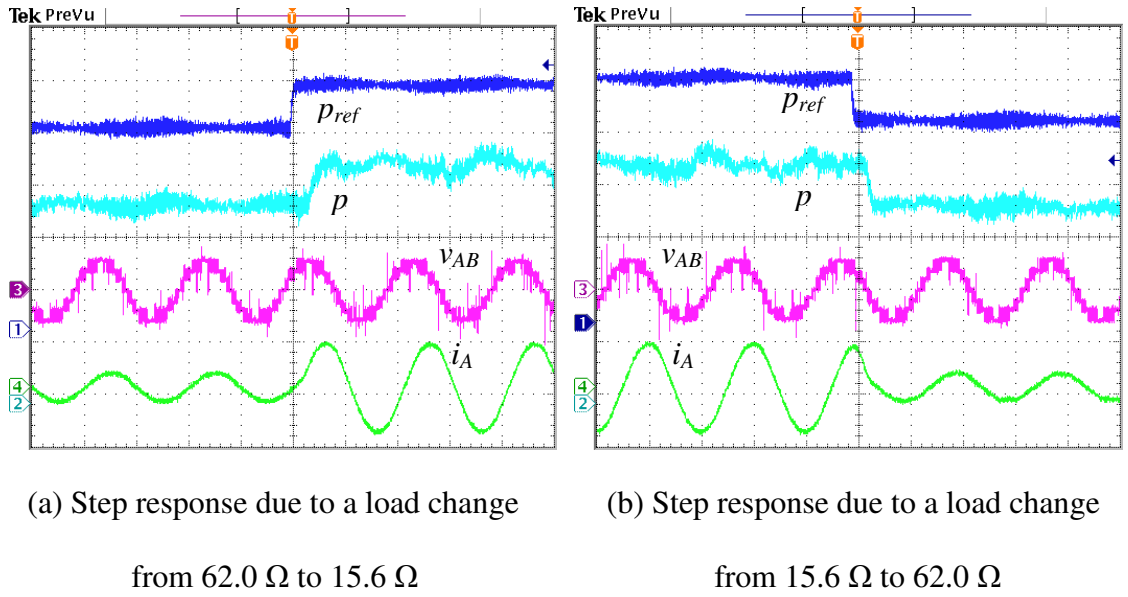 Tek PreVu
T
T
p_ref
p
v_AB
i_A
3
1
4
2
(a) Step response due to a load change
from 62.0 Ω to 15.6 Ω
Tek PreVu
T
T
p_ref
p
v_AB
i_A
3
1
4
2
(b) Step response due to a load change
from 15.6 Ω to 62.0 Ω